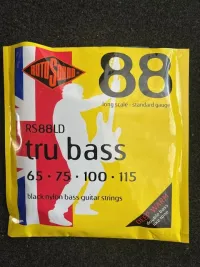 ROTOSOUND
88
long scale · standard gauge
RS88LD
tru bass
65 · 75 · 100 · 115
black nylon bass guitar strings